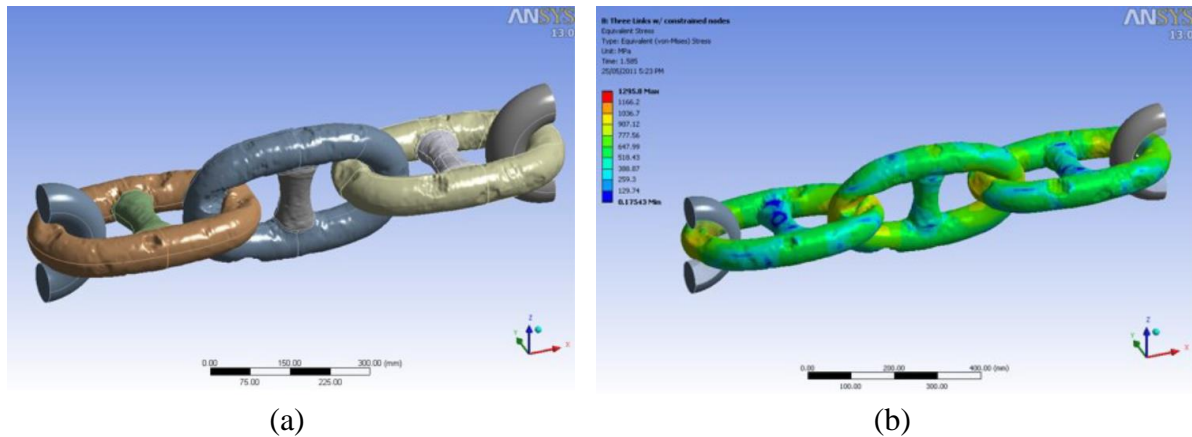 ANSYS
13.0
Z
Y
X
0.00 150.00 300.00 (mm)
75.00 225.00
(a)
B: Three Links w/ constrained nodes
Equivalent Stress
Type: Equivalent (von-Mises) Stress
Unit: MPa
Time: 1.585
25/05/2011 5:23 PM
1295.8 Max
1166.2
1036.7
907.12
777.56
647.99
518.43
388.87
259.3
129.74
0.17543 Min
ANSYS
13.0
Z
Y
X
0.00 200.00 400.00 (mm)
100.00 300.00
(b)